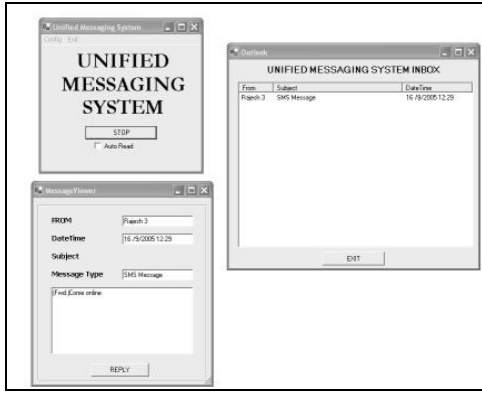 Unified Messaging System
Config Exit
UNIFIED
MESSAGING
SYSTEM
STOP
Auto Read
Outlook
UNIFIED MESSAGING SYSTEM INBOX
From Subject DateTime
Rajesh 3 SMS Message 16 /9/2005 12:29
EXIT
MessageViewer
FROM Rajesh 3
DateTime 16 /9/2005 12:29
Subject
Message Type SMS Message
(Fwd:)Come online
REPLY